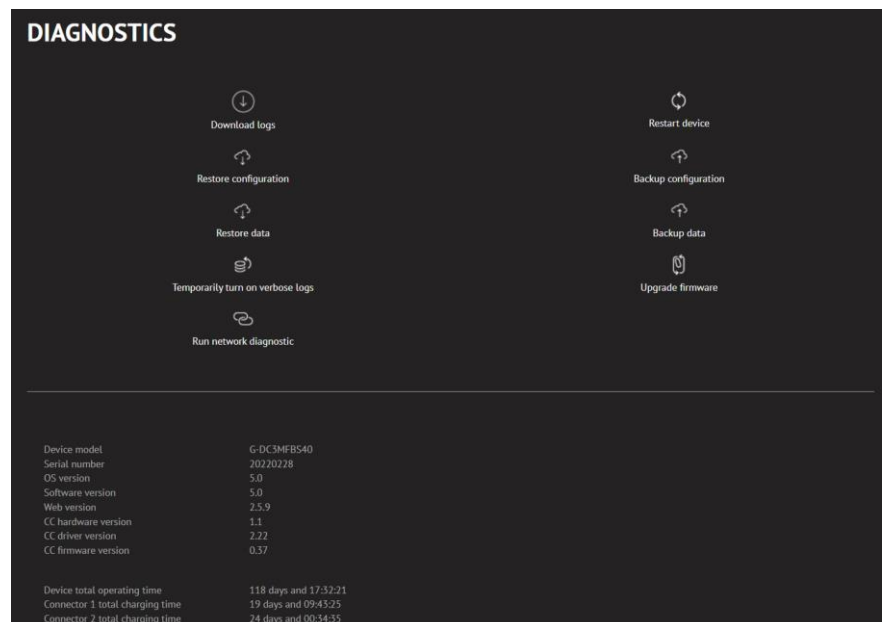 DIAGNOSTICS
Download logs
Restart device
Restore configuration
Backup configuration
Restore data
Backup data
Temporarily turn on verbose logs
Upgrade firmware
Run network diagnostic
Device model G-DC3MFBS40
Serial number 20220228
OS version 5.0
Software version 5.0
Web version 2.5.9
CC hardware version 1.1
CC driver version 2.22
CC firmware version 0.37
Device total operating time 118 days and 17:32:21
Connector 1 total charging time 19 days and 09:43:25
Connector 2 total charging time 24 days and 00:34:35